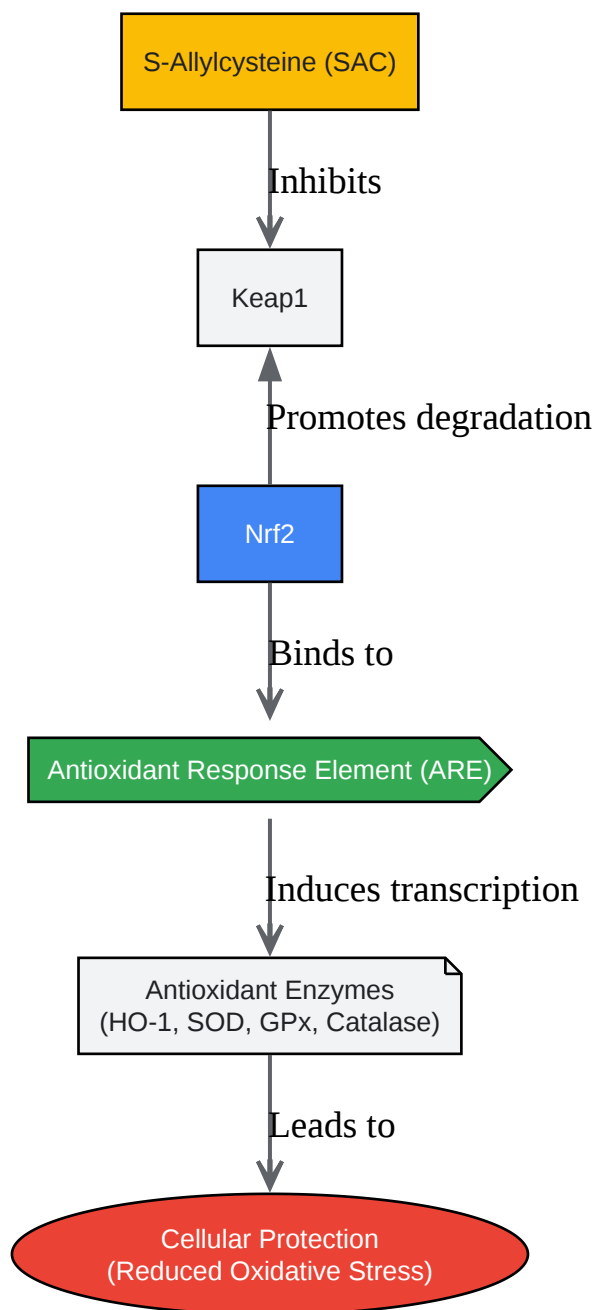 S-Allylcysteine (SAC)
Inhibits
Keap1
Promotes degradation
Nrf2
Binds to
Antioxidant Response Element (ARE)
Induces transcription
Antioxidant Enzymes
(HO-1, SOD, GPx, Catalase)
Leads to
Cellular Protection
(Reduced Oxidative Stress)